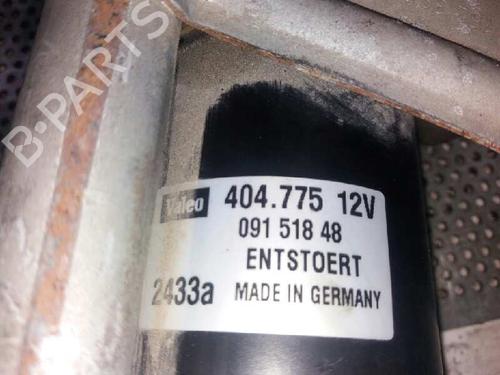 B-PARTS
Valeo 404.775 12V
091 518 48
ENTSTOERT
2433a MADE IN GERMANY